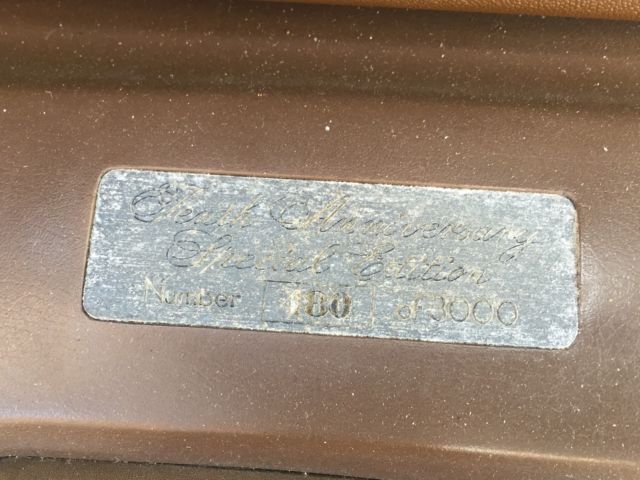 Tenth Anniversary
Special Edition
Number 180 of 3000